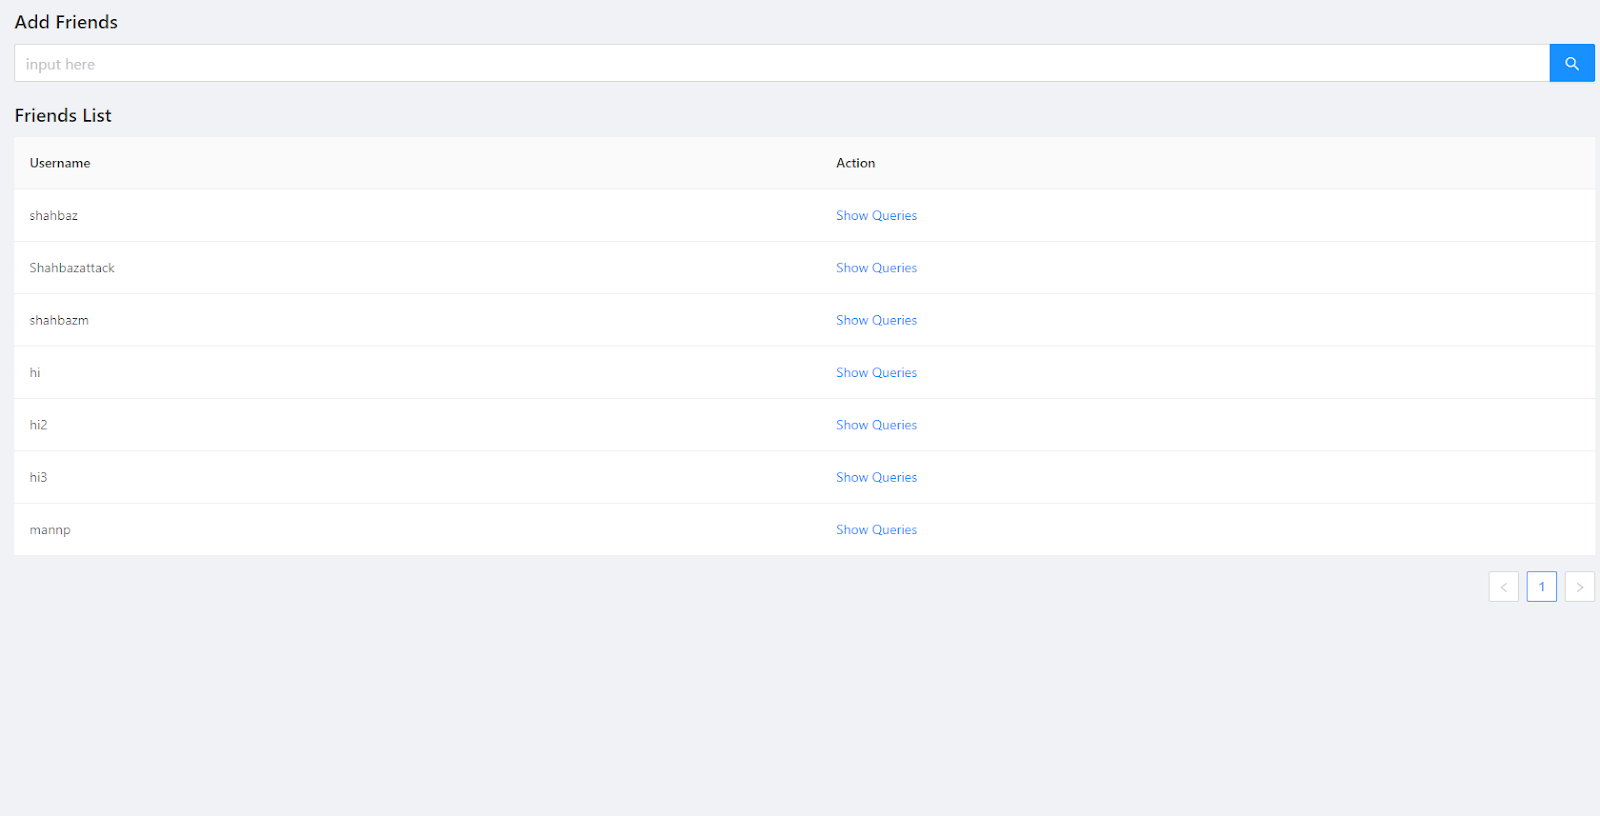 Add Friends
input here
Friends List
Username Action
shahbaz Show Queries
Shahbazattack Show Queries
shahbazm Show Queries
hi Show Queries
hi2 Show Queries
hi3 Show Queries
mannp Show Queries
< 1 >